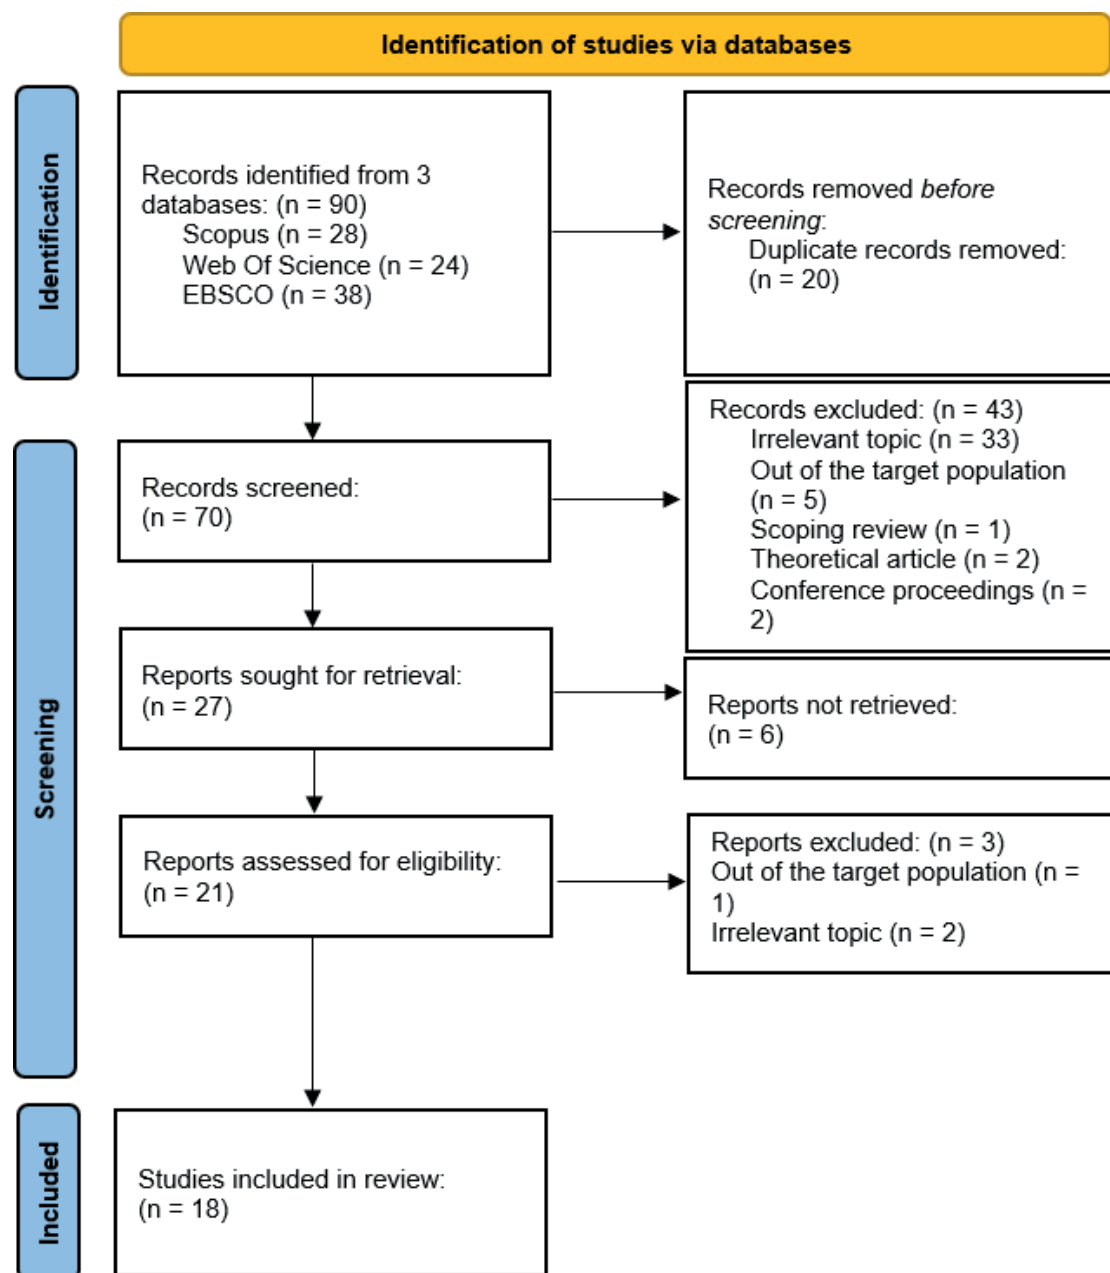 Identification of studies via databases
Identification
Records identified from 3
databases: (n = 90)
Scopus (n = 28)
Web Of Science (n = 24)
EBSCO (n = 38)
Records removed before
screening:
Duplicate records removed:
(n = 20)
Screening
Records screened:
(n = 70)
Records excluded: (n = 43)
Irrelevant topic (n = 33)
Out of the target population
(n = 5)
Scoping review (n = 1)
Theoretical article (n = 2)
Conference proceedings (n =
2)
Reports sought for retrieval:
(n = 27)
Reports not retrieved:
(n = 6)
Reports assessed for eligibility:
(n = 21)
Reports excluded: (n = 3)
Out of the target population (n =
1)
Irrelevant topic (n = 2)
Included
Studies included in review:
(n = 18)